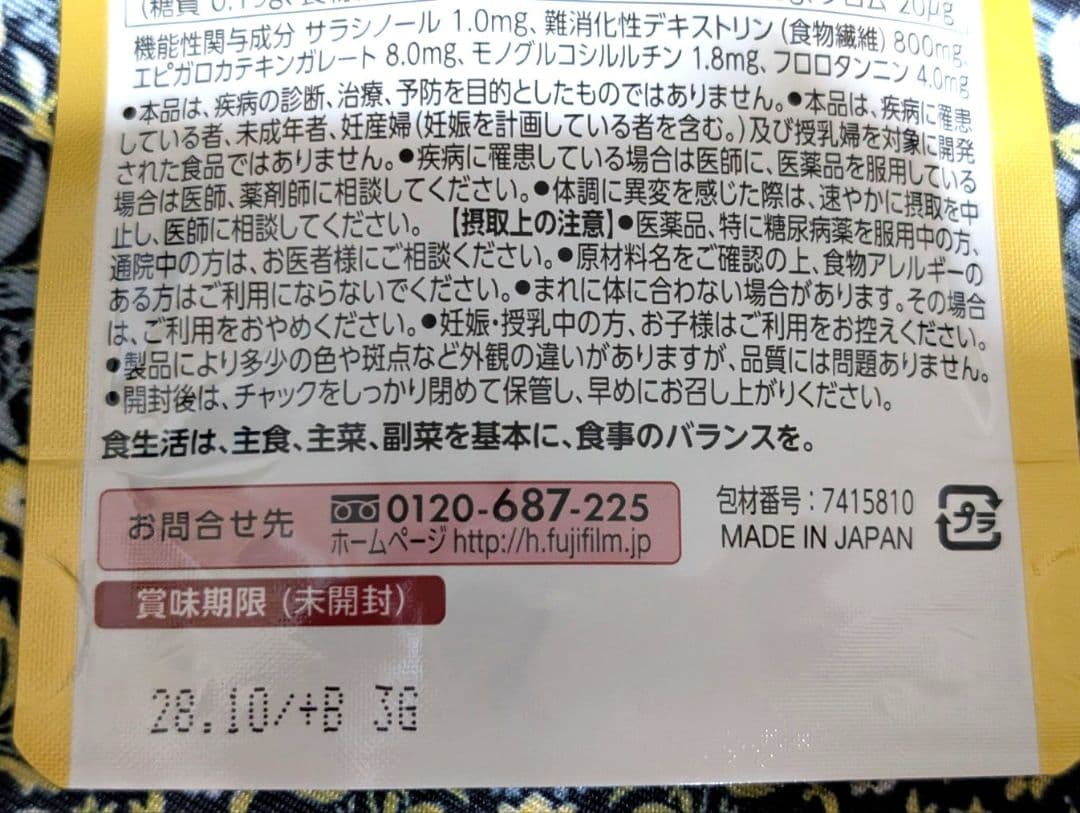 機能性関与成分 サラシノール 1.0mg、難消化性デキストリン(食物繊維) 800mg、
エピガロカテキンガレート 8.0mg、モノグルコシルルチン 1.8mg、フロロタンニン 4.0mg
●本品は、疾病の診断、治療、予防を目的としたものではありません。●本品は、疾病に罹患
している者、未成年者、妊産婦(妊娠を計画している者を含む。)及び授乳婦を対象に開発
された食品ではありません。●疾病に罹患している場合は医師に、医薬品を服用している
場合は医師、薬剤師に相談してください。●体調に異変を感じた際は、速やかに摂取を中
止し、医師に相談してください。【摂取上の注意】●医薬品、特に糖尿病薬を服用中の方、
通院中の方は、お医者様にご相談ください。●原材料名をご確認の上、食物アレルギーの
ある方はご利用にならないでください。●まれに体に合わない場合があります。その場合
は、ご利用をおやめください。●妊娠・授乳中の方、お子様はご利用をお控えください。
●製品により多少の色や斑点など外観の違いがありますが、品質には問題ありません。
●開封後は、チャックをしっかり閉めて保管し、早めにお召し上がりください。
食生活は、主食、主菜、副菜を基本に、食事のバランスを。
お問合せ先 0120-687-225
ホームページ http://h.fujifilm.jp
包材番号：7415810
MADE IN JAPAN
プラ
賞味期限(未開封)
28.10/+B 3G